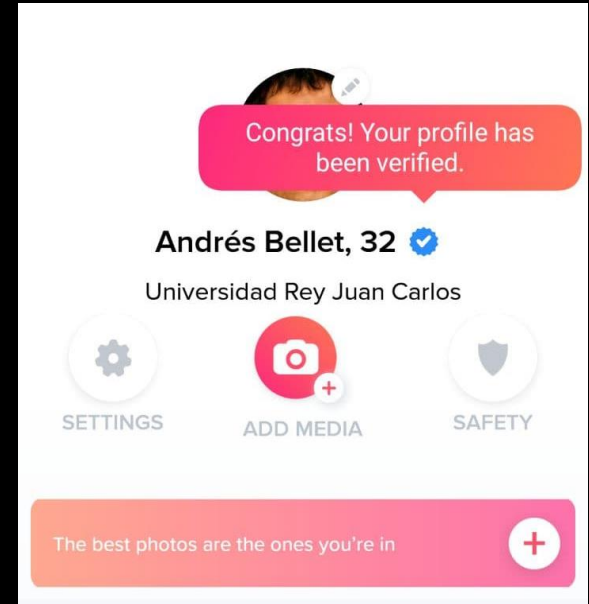 Congrats! Your profile has
been verified.
Andrés Bellet, 32
Universidad Rey Juan Carlos
SETTINGS
ADD MEDIA
SAFETY
The best photos are the ones you're in